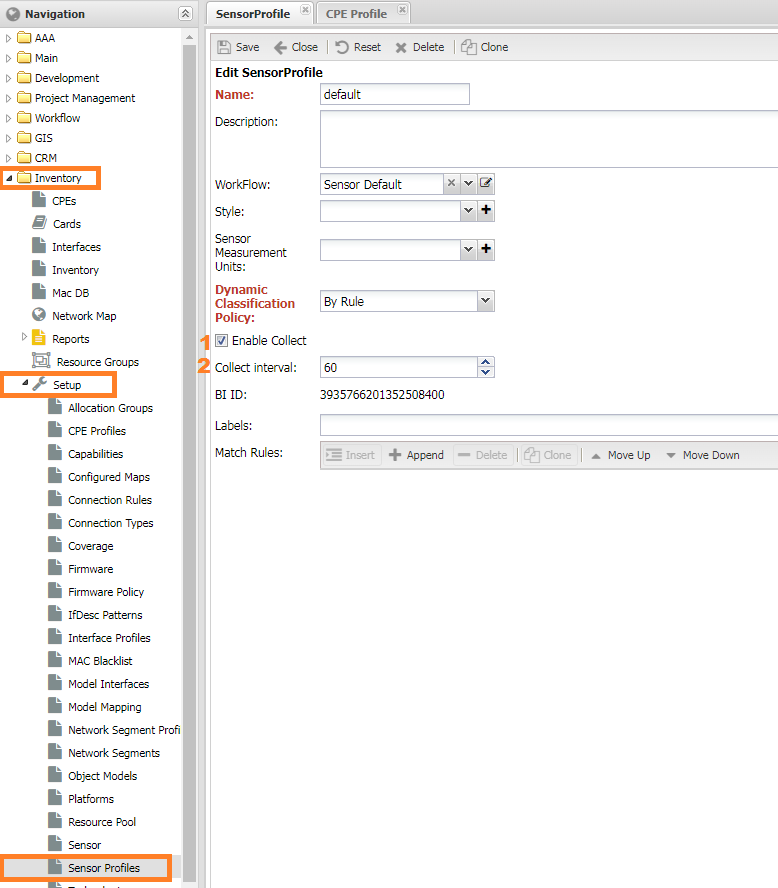 Navigation
AAA
Main
Development
Project Management
Workflow
GIS
CRM
Inventory
CPEs
Cards
Interfaces
Inventory
Mac DB
Network Map
Reports
Resource Groups
Setup
Allocation Groups
CPE Profiles
Capabilities
Configured Maps
Connection Rules
Connection Types
Coverage
Firmware
Firmware Policy
IfDesc Patterns
Interface Profiles
MAC Blacklist
Model Interfaces
Model Mapping
Network Segment Profi
Network Segments
Object Models
Platforms
Resource Pool
Sensor
Sensor Profiles
SensorProfile CPE Profile
Save Close Reset Delete Clone
Edit SensorProfile
Name: default
Description:
WorkFlow: Sensor Default
Style:
Sensor
Measurement
Units:
Dynamic
Classification
Policy:
By Rule
1 Enable Collect
2 Collect interval: 60
BI ID: 3935766201352508400
Labels:
Match Rules: Insert Append Delete Clone Move Up Move Down